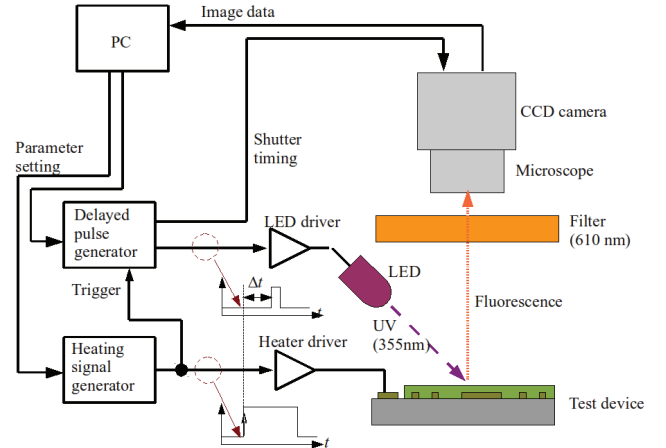 Image data
PC
CCD camera
Parameter
setting
Shutter
timing
Microscope
Delayed
pulse
generator
LED driver
Filter
(610 nm)
LED
Δt
Trigger
t
Fluorescence
UV
(355nm)
Heating
signal
generator
Heater driver
Test device
t